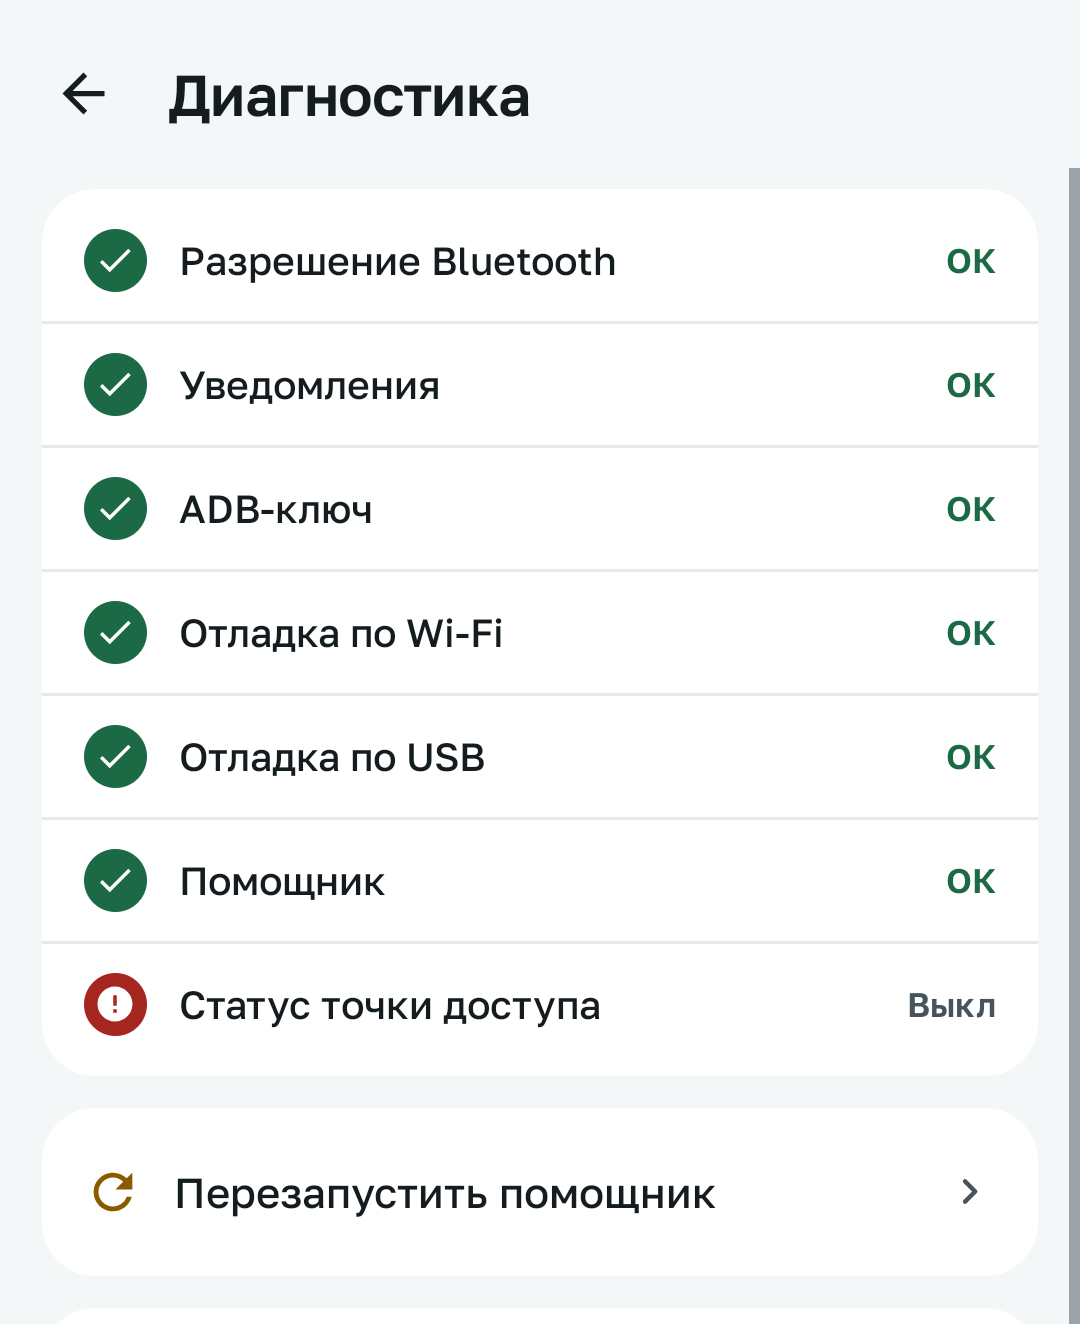 Диагностика
Разрешение Bluetooth OK
Уведомления OK
ADB-ключ OK
Отладка по Wi-Fi OK
Отладка по USB OK
Помощник OK
Статус точки доступа Выкл
Перезапустить помощник